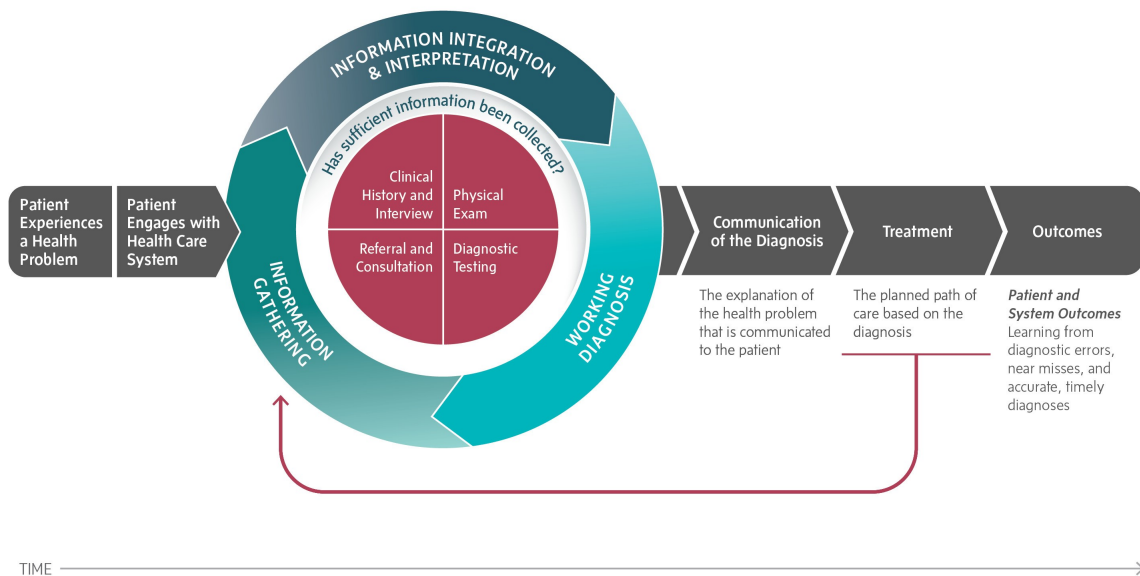 INFORMATION INTEGRATION
& INTERPRETATION
Has sufficient information been collected?
Clinical
History and
Interview
Physical
Exam
Referral and
Consultation
Diagnostic
Testing
INFORMATION
GATHERING
WORKING
DIAGNOSIS
Patient
Experiences
a Health
Problem
Patient
Engages with
Health Care
System
Communication
of the Diagnosis
Treatment
Outcomes
The explanation of
the health problem
that is communicated
to the patient
The planned path of
care based on the
diagnosis
Patient and
System Outcomes
Learning from
diagnostic errors,
near misses, and
accurate, timely
diagnoses
TIME